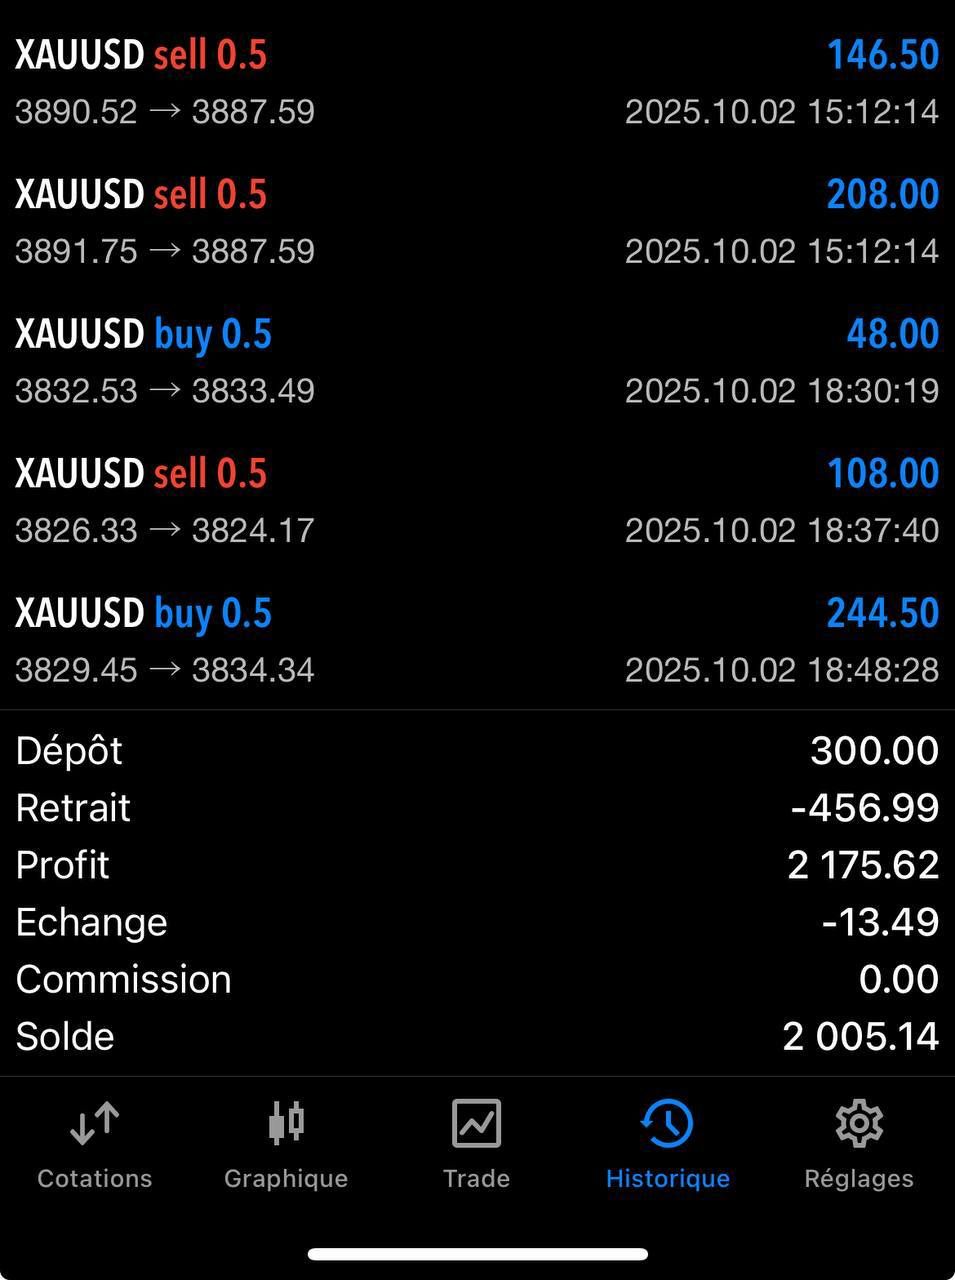 XAUUSD sell 0.5 146.50
3890.52 → 3887.59 2025.10.02 15:12:14
XAUUSD sell 0.5 208.00
3891.75 → 3887.59 2025.10.02 15:12:14
XAUUSD buy 0.5 48.00
3832.53 → 3833.49 2025.10.02 18:30:19
XAUUSD sell 0.5 108.00
3826.33 → 3824.17 2025.10.02 18:37:40
XAUUSD buy 0.5 244.50
3829.45 → 3834.34 2025.10.02 18:48:28
Dépôt 300.00
Retrait -456.99
Profit 2 175.62
Echange -13.49
Commission 0.00
Solde 2 005.14
Cotations Graphique Trade Historique Réglages